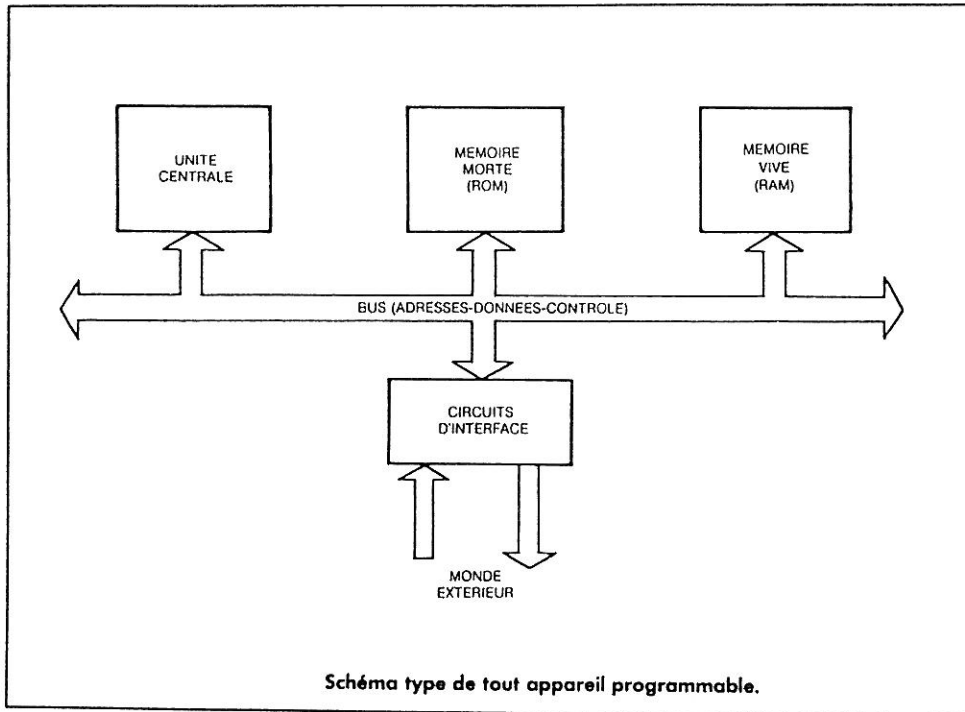 UNITE
CENTRALE
MEMOIRE
MORTE
(ROM)
MEMOIRE
VIVE
(RAM)
BUS (ADRESSES-DONNEES-CONTROLE)
CIRCUITS
D'INTERFACE
MONDE
EXTERIEUR
Schéma type de tout appareil programmable.